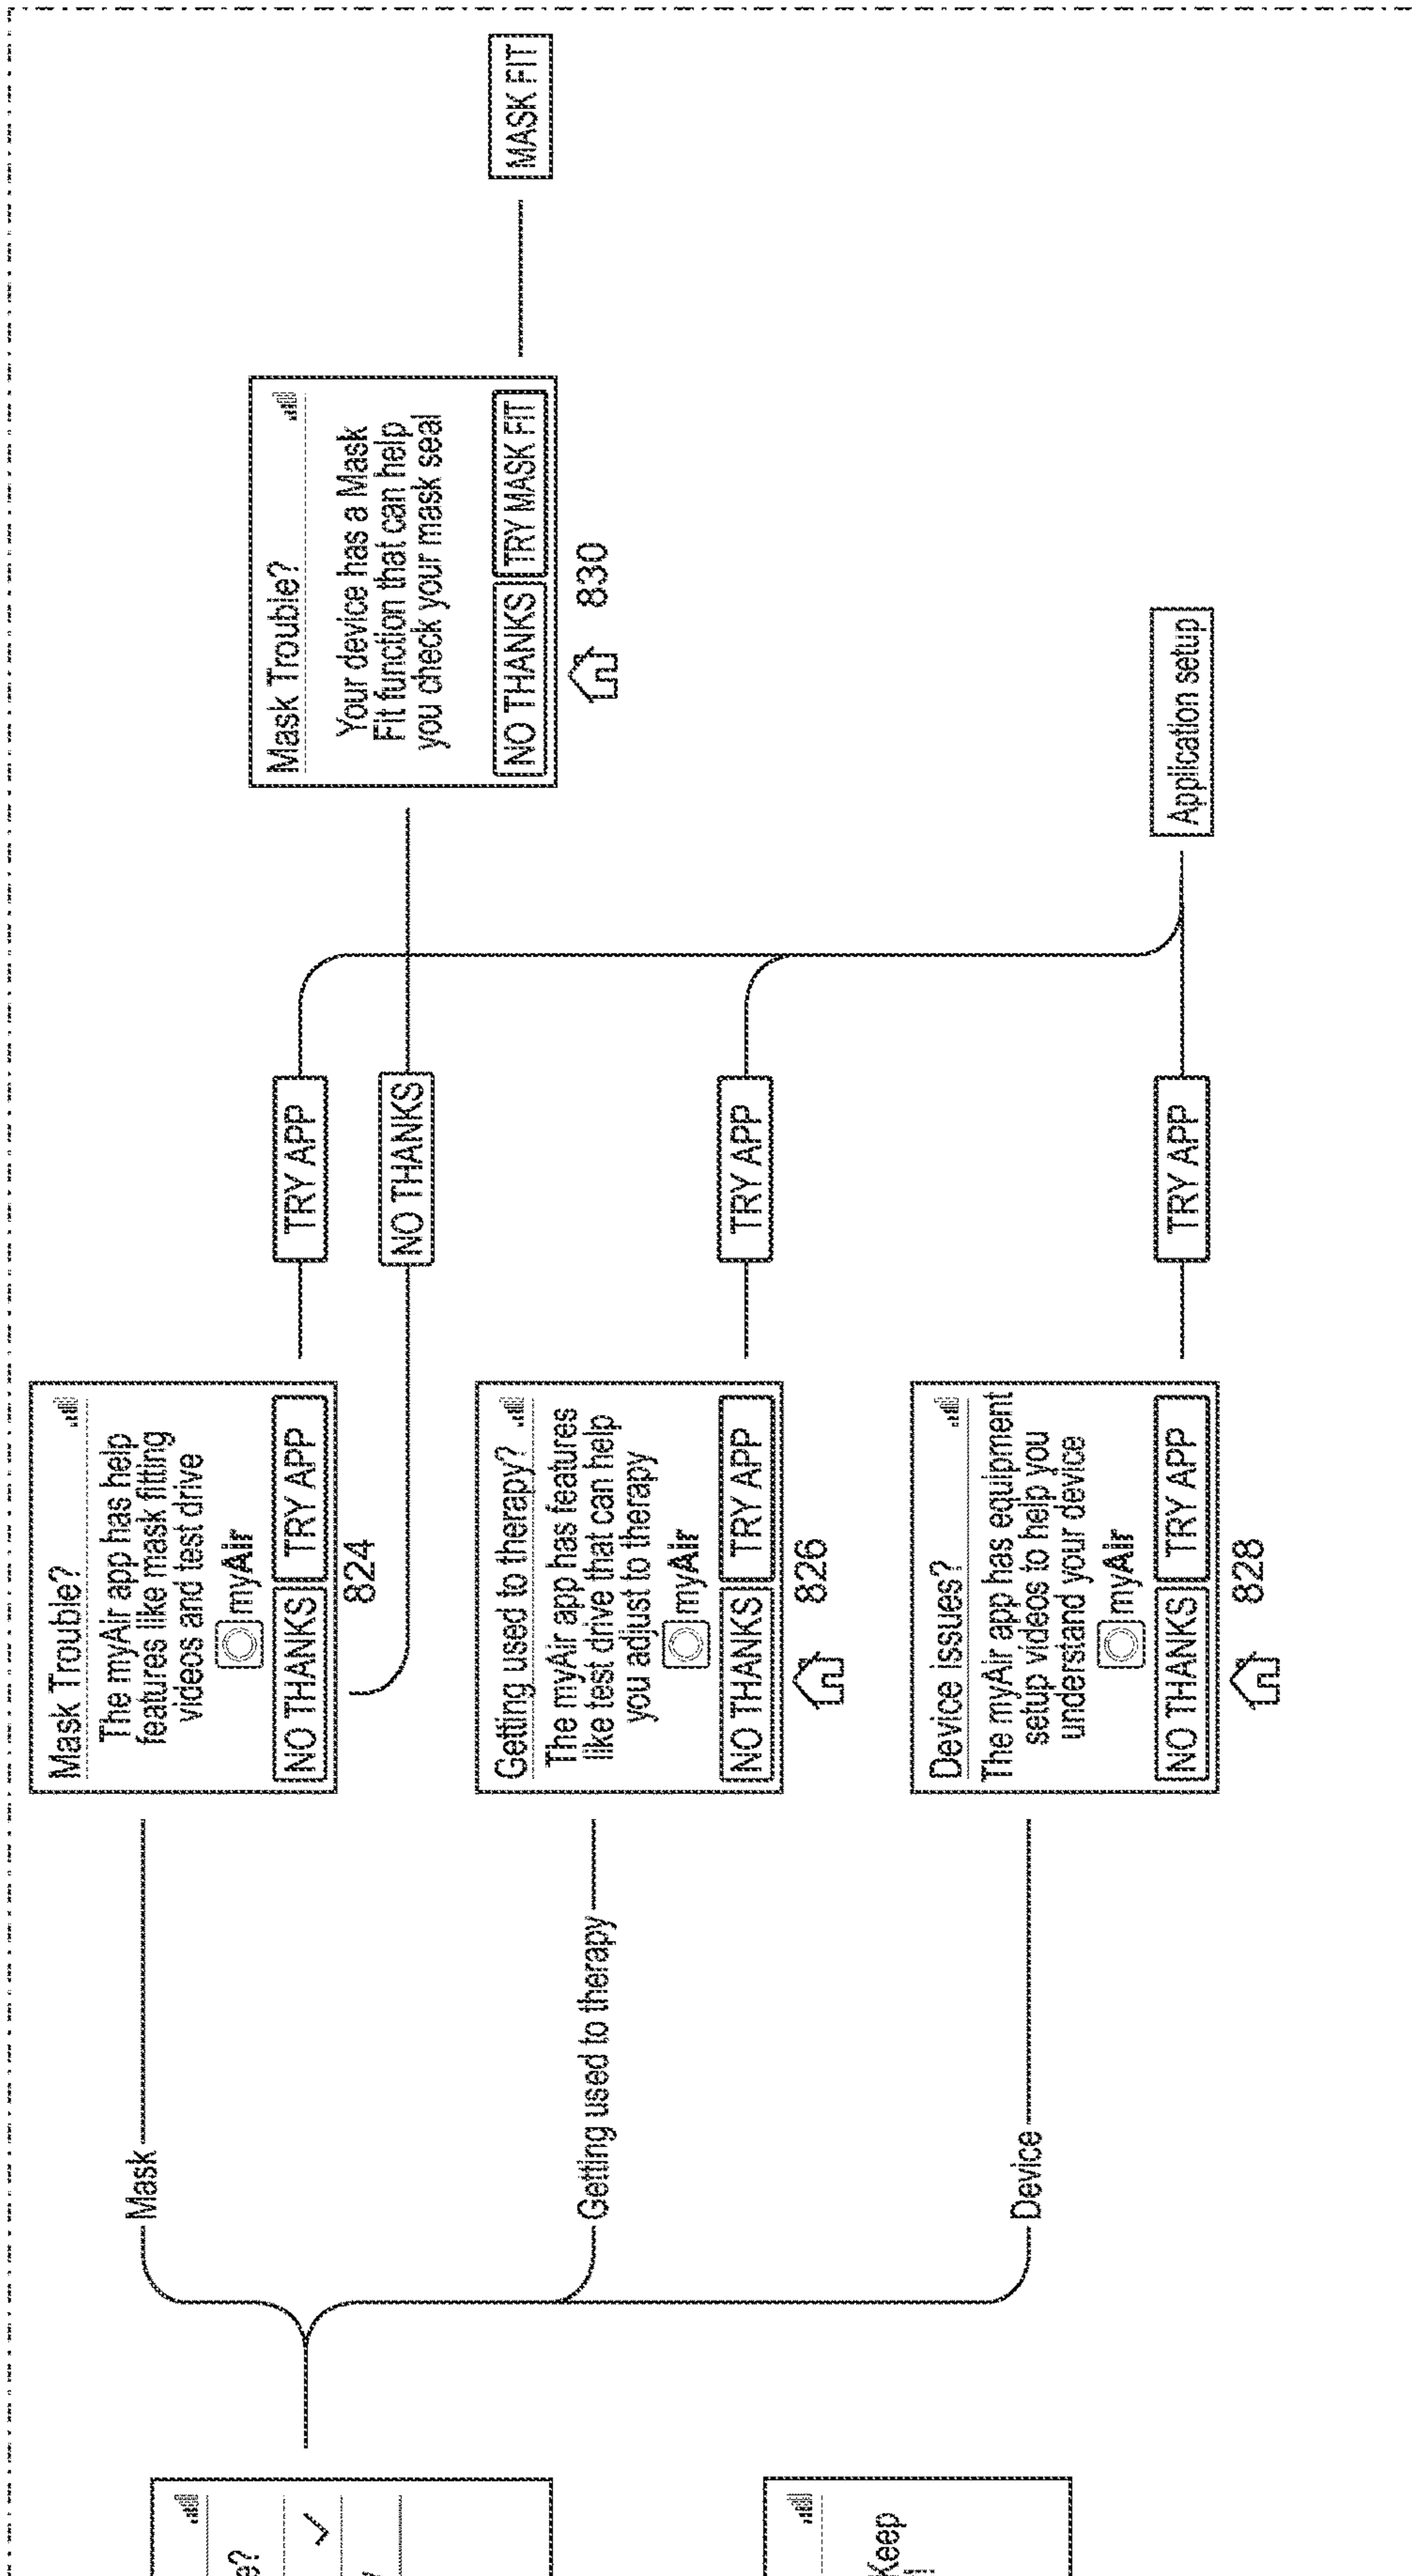 Mask
Getting used to therapy
Device
Mask Trouble?
The myAir app has help
features like mask fitting
videos and test drive
myAir
NO THANKS
TRY APP
824
Getting used to therapy?
The myAir app has features
like test drive that can help
you adjust to therapy
myAir
NO THANKS
TRY APP
826
Device issues?
The myAir app has equipment
setup videos to help you
understand your device
myAir
NO THANKS
TRY APP
828
TRY APP
NO THANKS
TRY APP
TRY APP
Mask Trouble?
Your device has a Mask
Fit function that can help
you check your mask seal
NO THANKS
TRY MASK FIT
830
Application setup
MASK FIT
Keep